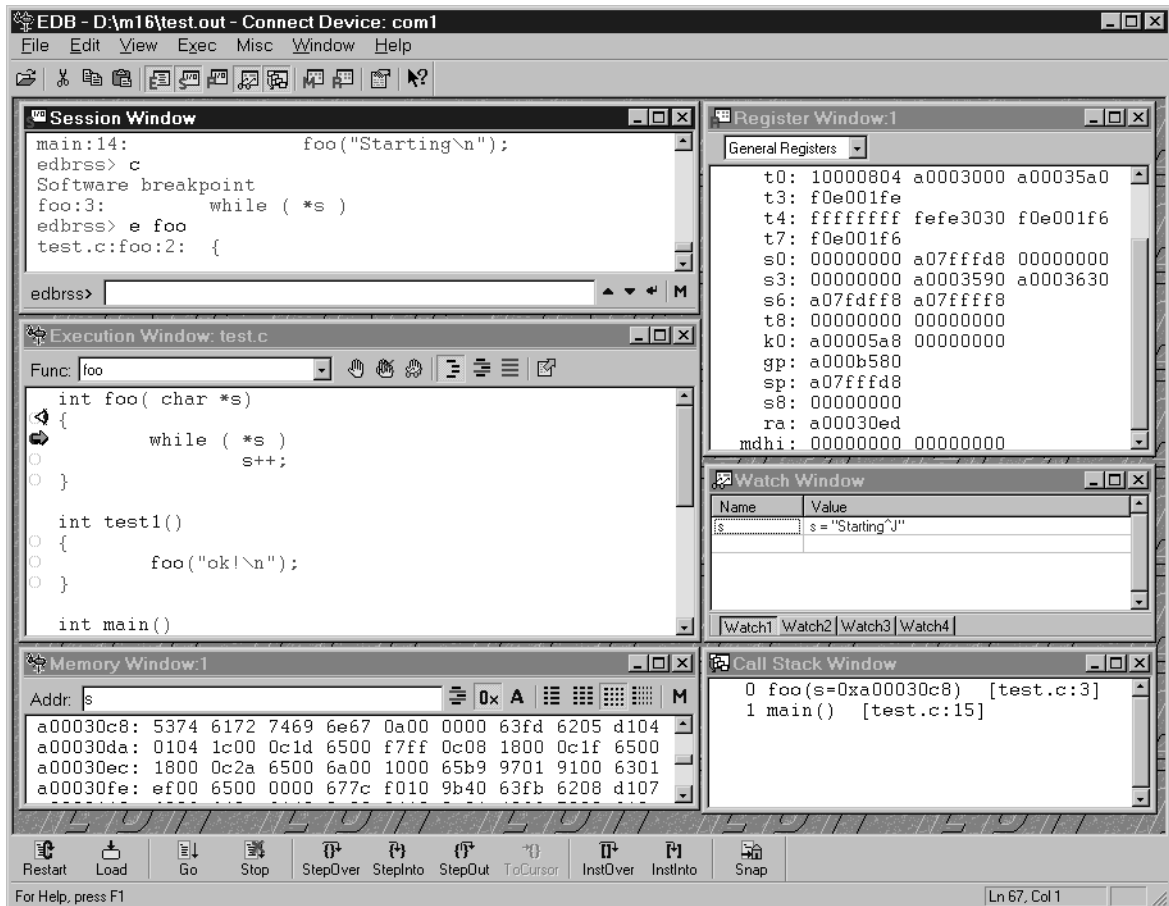 EDB - D:\m16\test.out - Connect Device: com1
File Edit View Exec Misc Window Help
Session Window
main:14: foo("Starting\n");
edbrss> c
Software breakpoint
foo:3: while ( *s )
edbrss> e foo
test.c:foo:2: {
edbrss> M
Execution Window: test.c
Func: foo
int foo( char *s)
{
while ( *s )
s++;
}
int test1()
{
foo("ok!\n");
}
int main()
Memory Window:1
Addr: s 0x A M
a00030c8: 5374 6172 7469 6e67 0a00 0000 63fd 6205 d104
a00030da: 0104 1c00 0c1d 6500 f7ff 0c08 1800 0c1f 6500
a00030ec: 1800 0c2a 6500 6a00 1000 65b9 9701 9100 6301
a00030fe: ef00 6500 0000 677c f010 9b40 63fb 6208 d107
Register Window:1
General Registers
t0: 10000804 a0003000 a00035a0
t3: f0e001fe
t4: ffffffff fefe3030 f0e001f6
t7: f0e001f6
s0: 00000000 a07fffd8 00000000
s3: 00000000 a0003590 a0003630
s6: a07fdff8 a07ffff8
t8: 00000000 00000000
k0: a00005a8 00000000
gp: a000b580
sp: a07fffd8
s8: 00000000
ra: a00030ed
mdhi: 00000000 00000000
Watch Window
Name Value
s s = "Starting^J"
Watch1 Watch2 Watch3 Watch4
Call Stack Window
0 foo(s=0xa00030c8) [test.c:3]
1 main() [test.c:15]
Restart Load Go Stop StepOver StepInto StepOut ToCursor InstOver InstInto Snap
For Help, press F1 Ln 67, Col 1